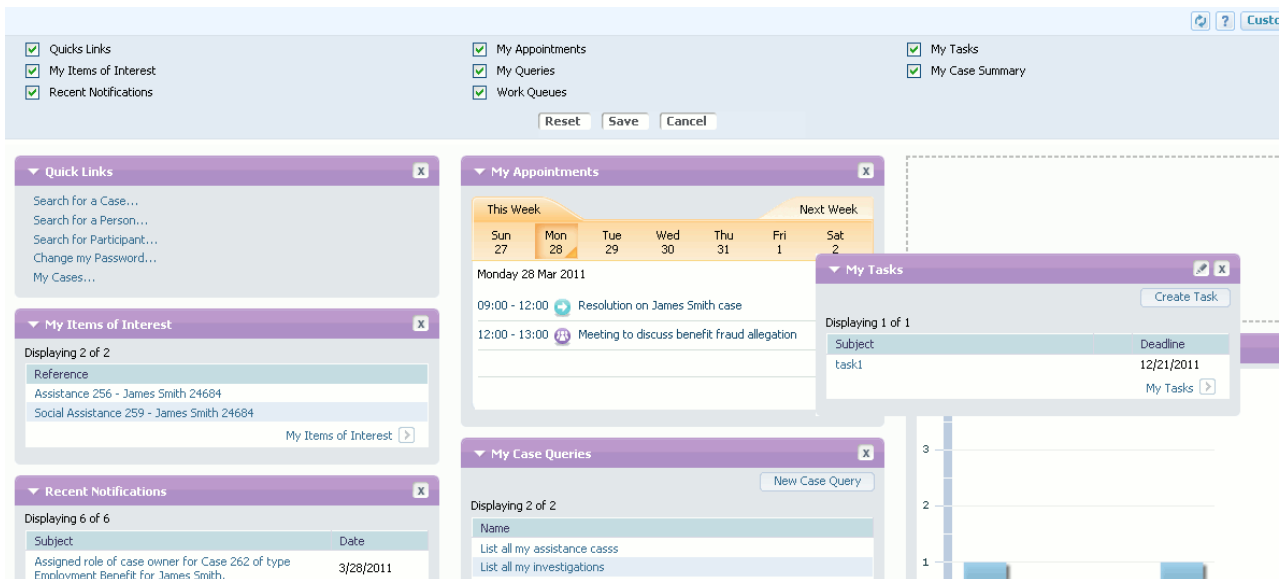 ? Custo
Quicks Links
My Items of Interest
Recent Notifications
My Appointments
My Queries
Work Queues
My Tasks
My Case Summary
Reset Save Cancel
Quick Links X
Search for a Case...
Search for a Person...
Search for Participant...
Change my Password...
My Cases...
My Items of Interest X
Displaying 2 of 2
Reference
Assistance 256 - James Smith 24684
Social Assistance 259 - James Smith 24684
My Items of Interest
Recent Notifications X
Displaying 6 of 6
Subject Date
Assigned role of case owner for Case 262 of type
Employment Benefit for James Smith. 3/28/2011
My Appointments X
This Week Next Week
Sun Mon Tue Wed Thu Fri Sat
27 28 29 30 31 1 2
Monday 28 Mar 2011
09:00 - 12:00 Resolution on James Smith case
12:00 - 13:00 Meeting to discuss benefit fraud allegation
My Case Queries X
New Case Query
Displaying 2 of 2
Name
List all my assistance casss
List all my investigations
My Tasks X
Create Task
Displaying 1 of 1
Subject Deadline
task1 12/21/2011
My Tasks
3
2
1